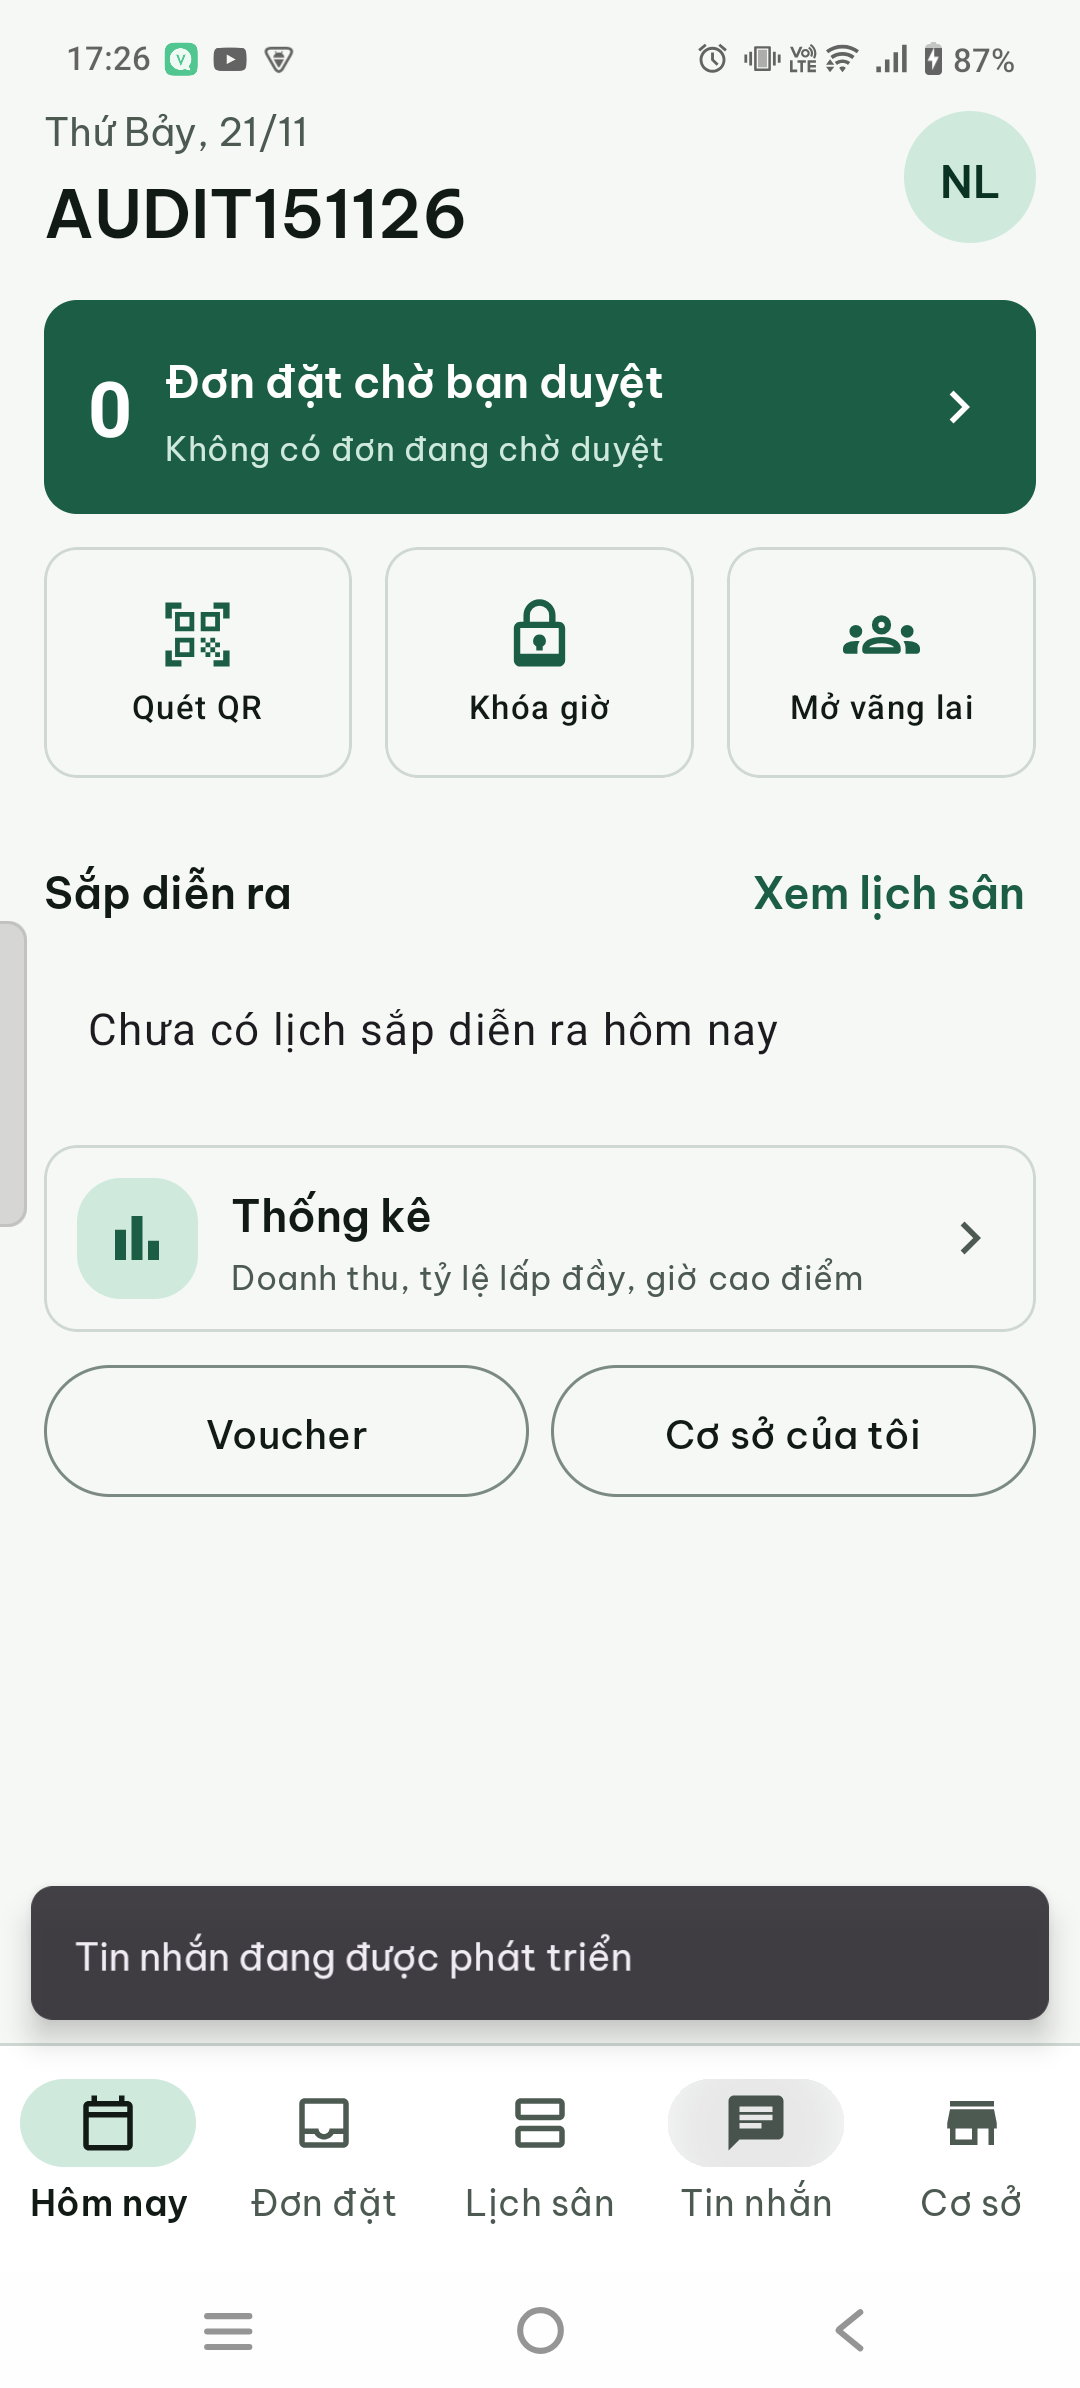 17:26
VoLTE
87%
Thứ Bảy, 21/11
AUDIT151126
NL
0
Đơn đặt chờ bạn duyệt
Không có đơn đang chờ duyệt
Quét QR
Khóa giờ
Mở vãng lai
Sắp diễn ra
Xem lịch sân
Chưa có lịch sắp diễn ra hôm nay
Thống kê
Doanh thu, tỷ lệ lấp đầy, giờ cao điểm
Voucher
Cơ sở của tôi
Tin nhắn đang được phát triển
Hôm nay
Đơn đặt
Lịch sân
Tin nhắn
Cơ sở